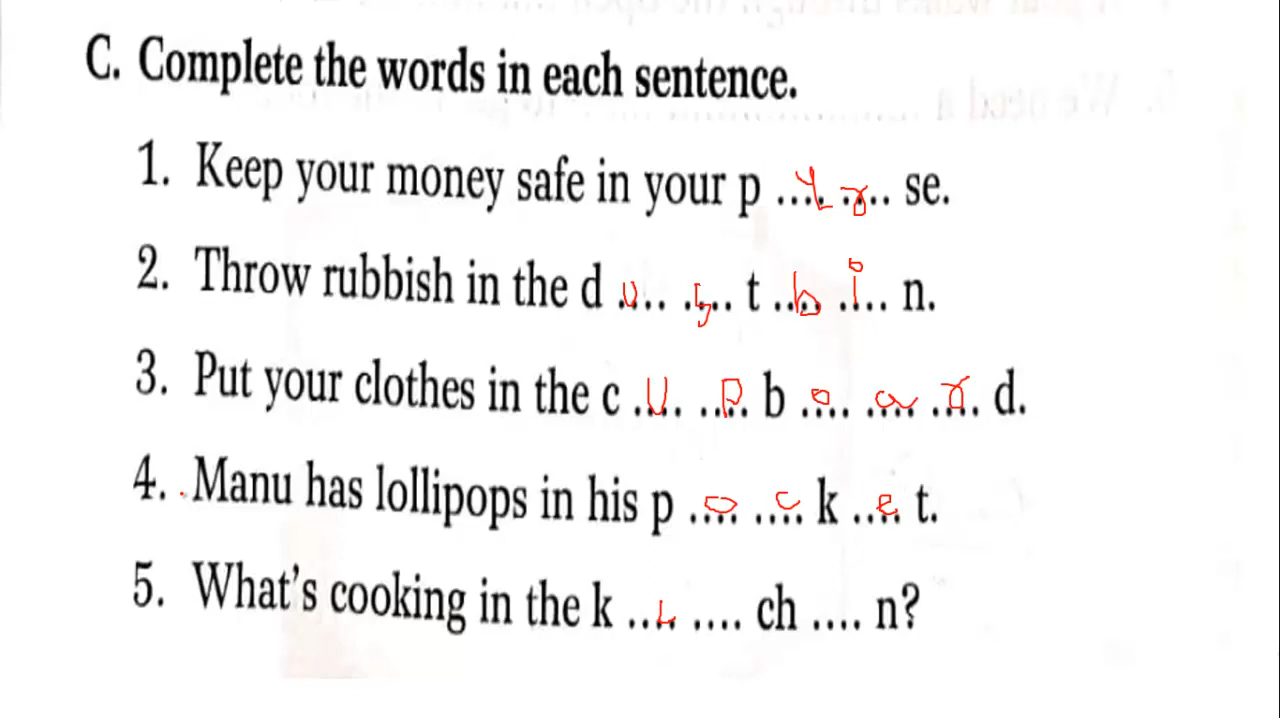 C. Complete the words in each sentence.
1. Keep your money safe in your p .... .... se.
2. Throw rubbish in the d .u.. .s.. t .b.. .i.. n.
3. Put your clothes in the c .u.. .p.. b .o.. .a.. .r.. d.
4. Manu has lollipops in his p .o.. .c.. k .e.. t.
5. What's cooking in the k .... .... ch .... n?